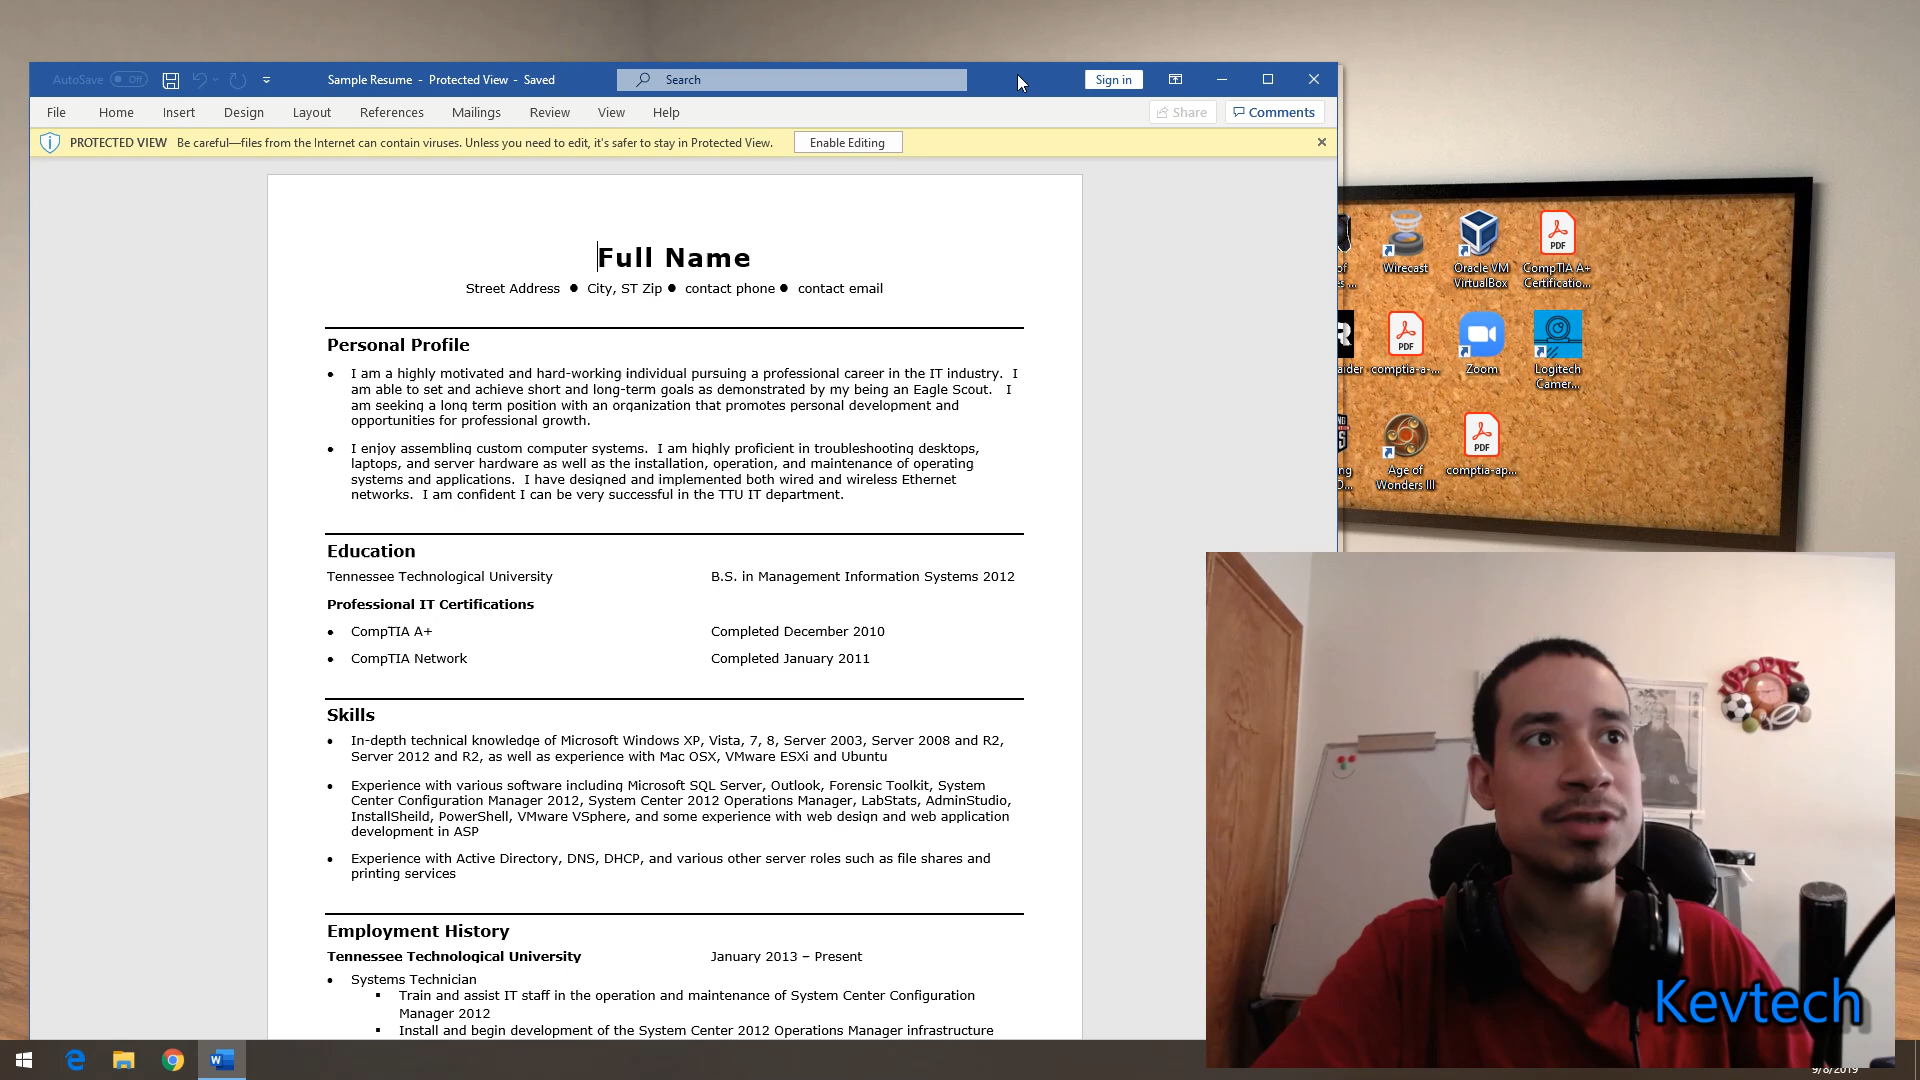 AutoSave Off
Sample Resume - Protected View - Saved
Search
Sign in
File Home Insert Design Layout References Mailings Review View Help
Share Comments
PROTECTED VIEW Be careful—files from the Internet can contain viruses. Unless you need to edit, it's safer to stay in Protected View. Enable Editing
Full Name
Street Address ● City, ST Zip ● contact phone ● contact email
Personal Profile
• I am a highly motivated and hard-working individual pursuing a professional career in the IT industry. I
am able to set and achieve short and long-term goals as demonstrated by my being an Eagle Scout. I
am seeking a long term position with an organization that promotes personal development and
opportunities for professional growth.
• I enjoy assembling custom computer systems. I am highly proficient in troubleshooting desktops,
laptops, and server hardware as well as the installation, operation, and maintenance of operating
systems and applications. I have designed and implemented both wired and wireless Ethernet
networks. I am confident I can be very successful in the TTU IT department.
Education
Tennessee Technological University B.S. in Management Information Systems 2012
Professional IT Certifications
• CompTIA A+ Completed December 2010
• CompTIA Network Completed January 2011
Skills
• In-depth technical knowledge of Microsoft Windows XP, Vista, 7, 8, Server 2003, Server 2008 and R2,
Server 2012 and R2, as well as experience with Mac OSX, VMware ESXi and Ubuntu
• Experience with various software including Microsoft SQL Server, Outlook, Forensic Toolkit, System
Center Configuration Manager 2012, System Center 2012 Operations Manager, LabStats, AdminStudio,
InstallSheild, PowerShell, VMware VSphere, and some experience with web design and web application
development in ASP
• Experience with Active Directory, DNS, DHCP, and various other server roles such as file shares and
printing services
Employment History
Tennessee Technological University January 2013 – Present
• Systems Technician
▪ Train and assist IT staff in the operation and maintenance of System Center Configuration
Manager 2012
▪ Install and begin development of the System Center 2012 Operations Manager infrastructure
of
...
Wirecast
Oracle VM
VirtualBox
PDF
CompTIA A+
Certificatio...
R
aider
PDF
comptia-a-...
Zoom
Logitech
Camer...
ng
O...
Age of
Wonders III
PDF
comptia-ap...
SPORTS
Kevtech
9/8/2019